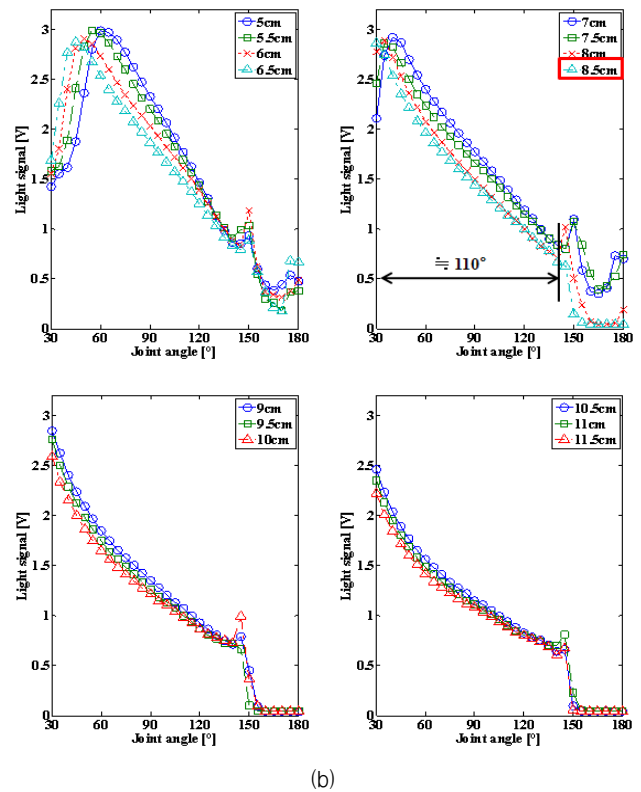 3
2.5
2
1.5
1
0.5
0
30 60 90 120 150 180
Light signal [V]
Joint angle [°]
5cm
5.5cm
6cm
6.5cm
3
2.5
2
1.5
1
0.5
0
30 60 90 120 150 180
Light signal [V]
Joint angle [°]
7cm
7.5cm
8cm
8.5cm
≒ 110°
3
2.5
2
1.5
1
0.5
0
30 60 90 120 150 180
Light signal [V]
Joint angle [°]
9cm
9.5cm
10cm
3
2.5
2
1.5
1
0.5
0
30 60 90 120 150 180
Light signal [V]
Joint angle [°]
10.5cm
11cm
11.5cm
(b)